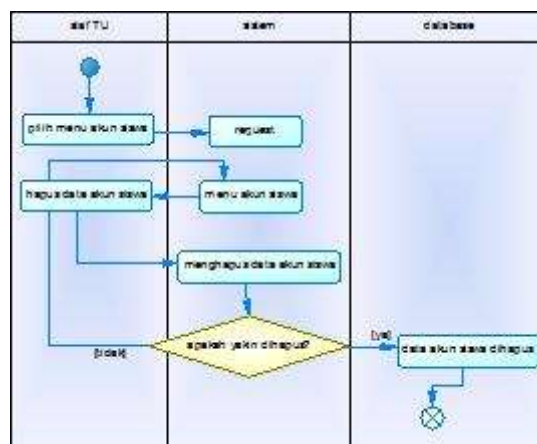 staf TU
sistem
database
pilih menu akun siswa
request
hapus data akun siswa
menu akun siswa
menghapus data akun siswa
apakah yakin dihapus?
[ya]
[tidak]
data akun siswa dihapus